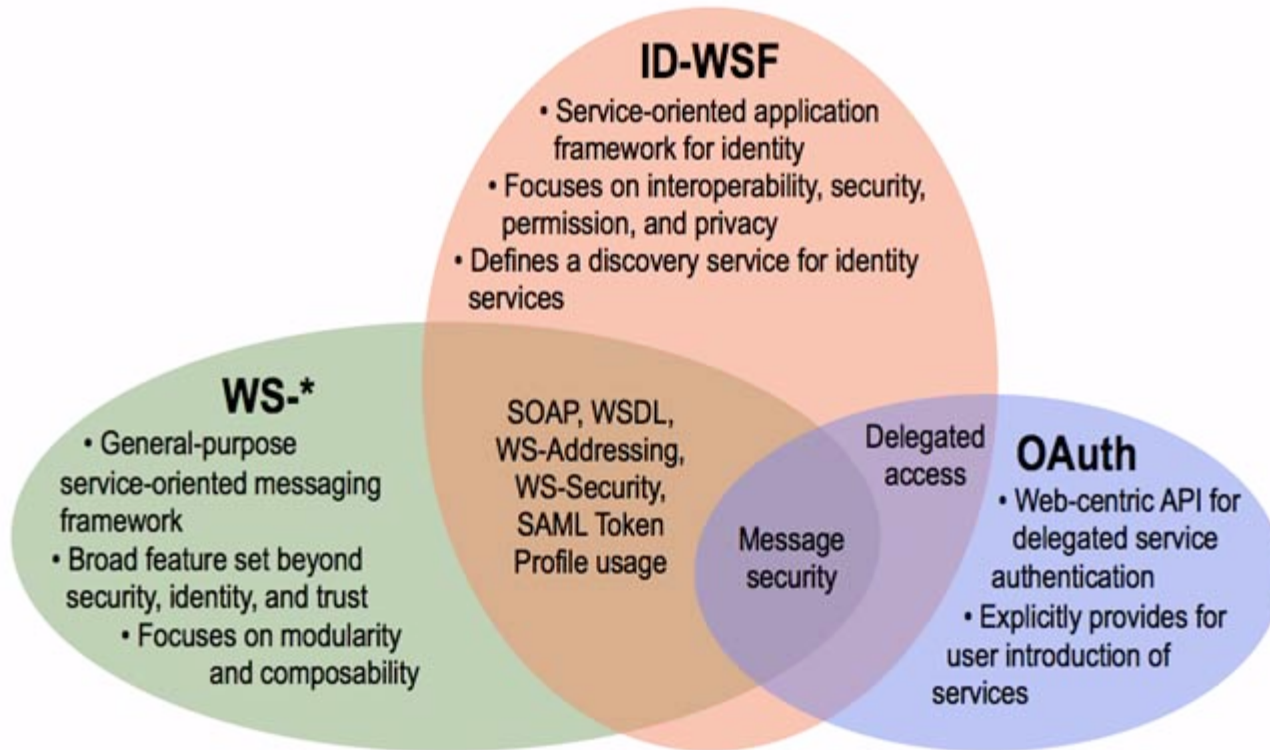 ID-WSF
• Service-oriented application
framework for identity
• Focuses on interoperability, security,
permission, and privacy
• Defines a discovery service for identity
services
WS-*
• General-purpose
service-oriented messaging
framework
• Broad feature set beyond
security, identity, and trust
• Focuses on modularity
and composability
SOAP, WSDL,
WS-Addressing,
WS-Security,
SAML Token
Profile usage
Delegated
access
Message
security
OAuth
• Web-centric API for
delegated service
authentication
• Explicitly provides for
user introduction of
services